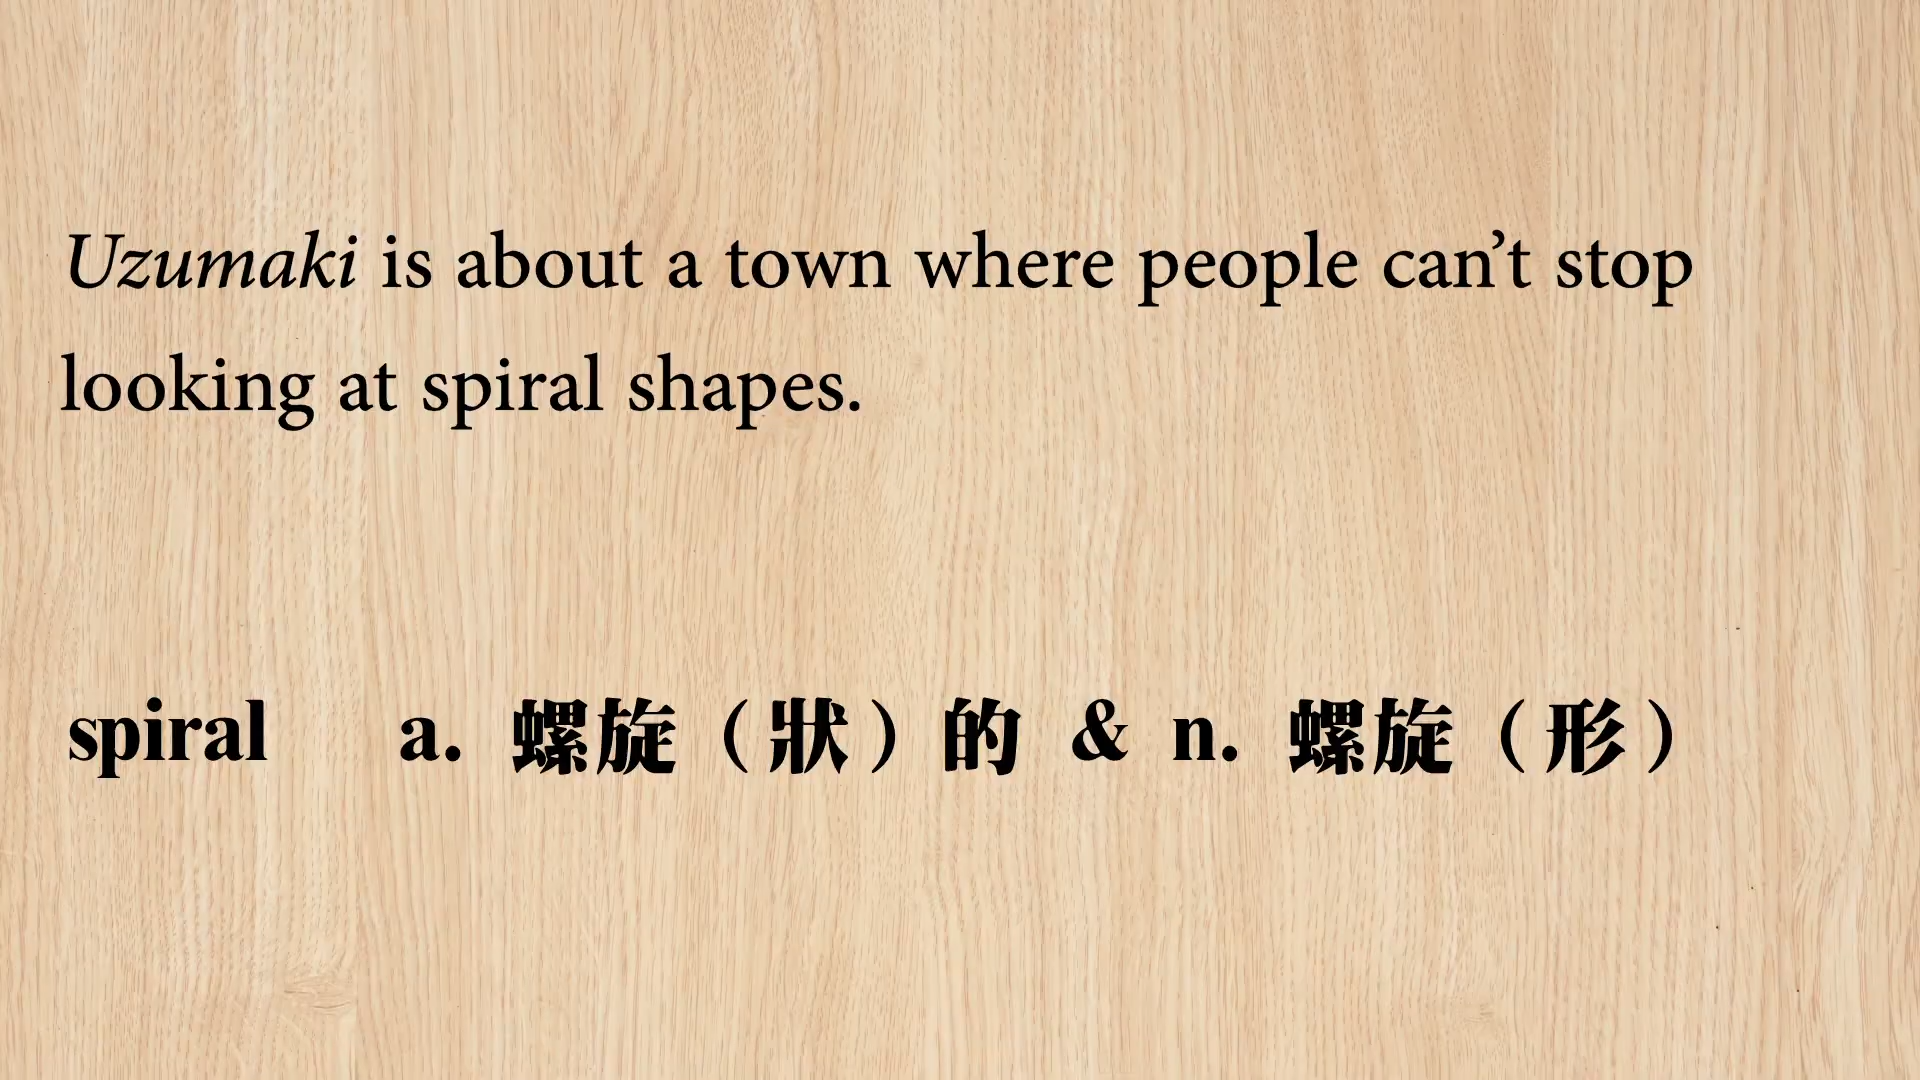 Uzumaki is about a town where people can’t stop
looking at spiral shapes.
spiral a. 螺旋（狀）的 & n. 螺旋（形）